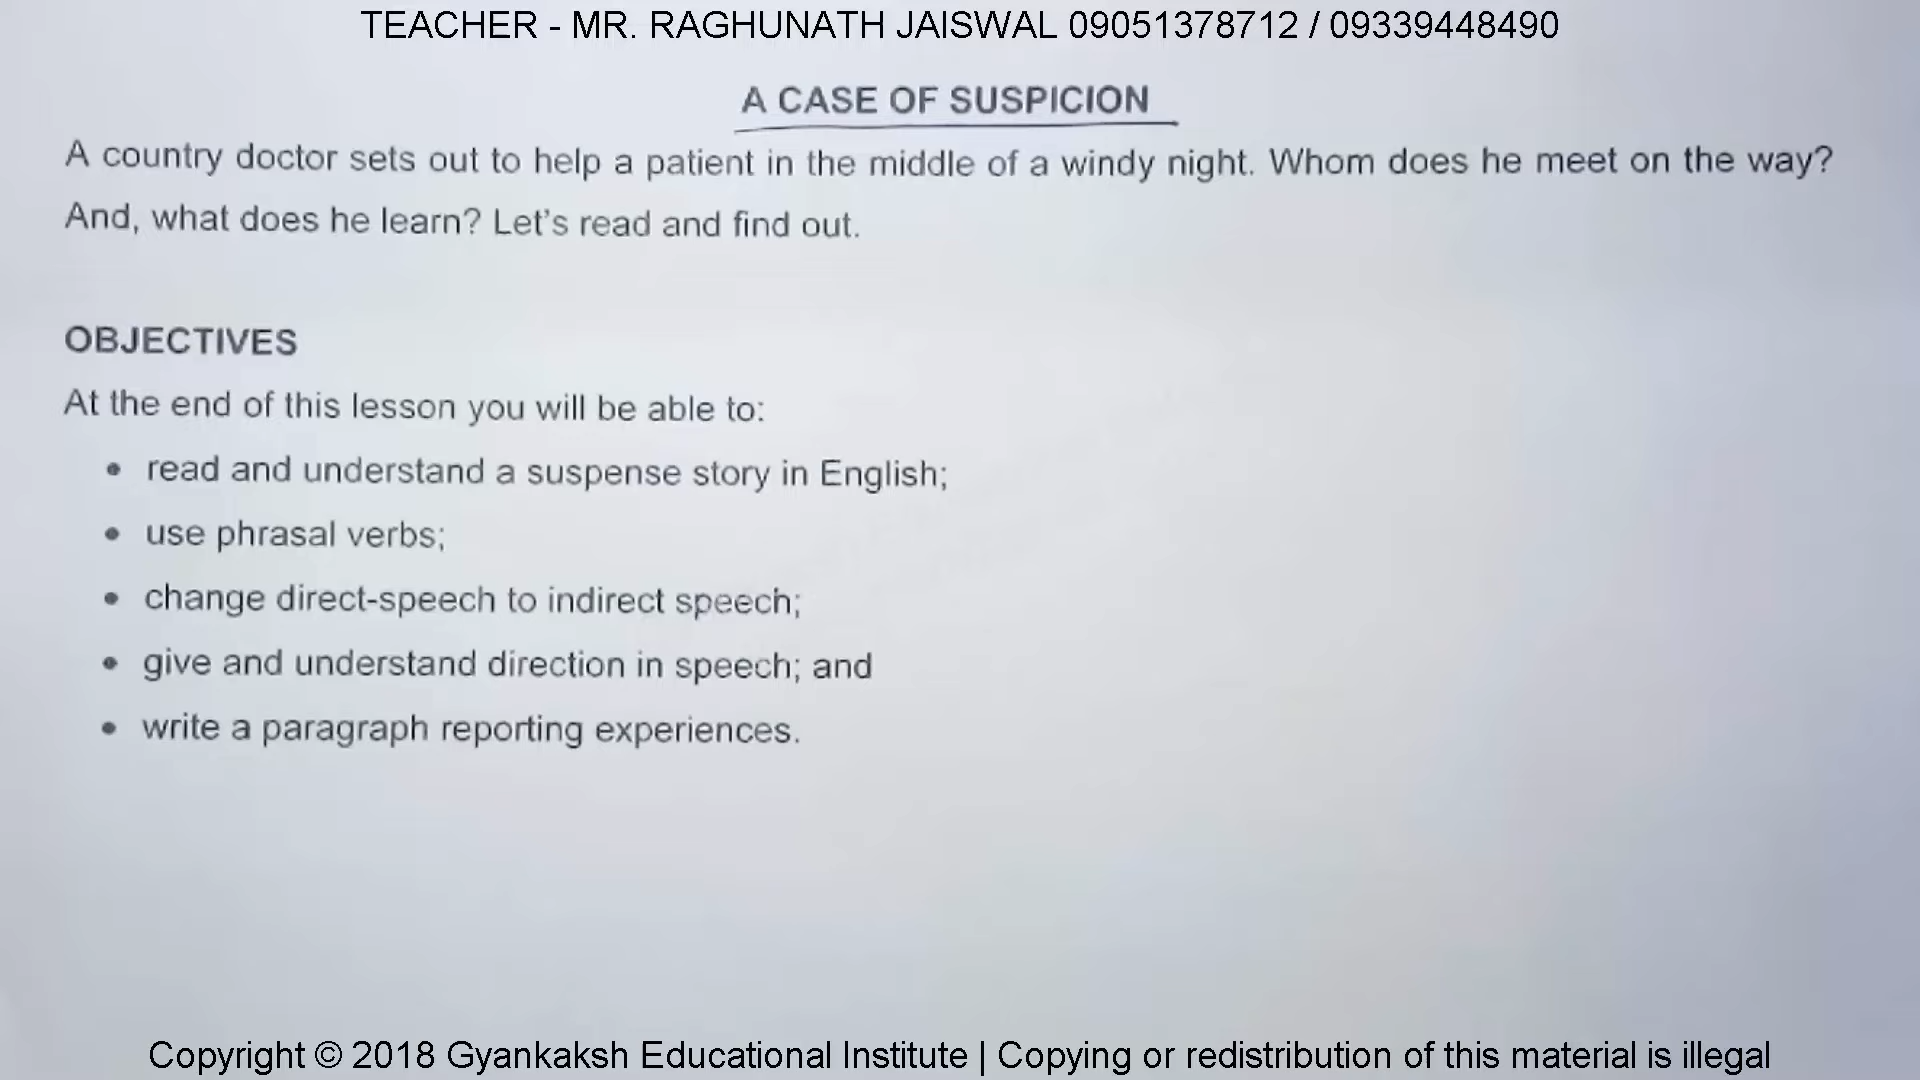 TEACHER - MR. RAGHUNATH JAISWAL 09051378712 / 09339448490
A CASE OF SUSPICION
A country doctor sets out to help a patient in the middle of a windy night. Whom does he meet on the way?
And, what does he learn? Let's read and find out.
OBJECTIVES
At the end of this lesson you will be able to:
• read and understand a suspense story in English;
• use phrasal verbs;
• change direct-speech to indirect speech;
• give and understand direction in speech; and
• write a paragraph reporting experiences.
Copyright © 2018 Gyankaksh Educational Institute | Copying or redistribution of this material is illegal